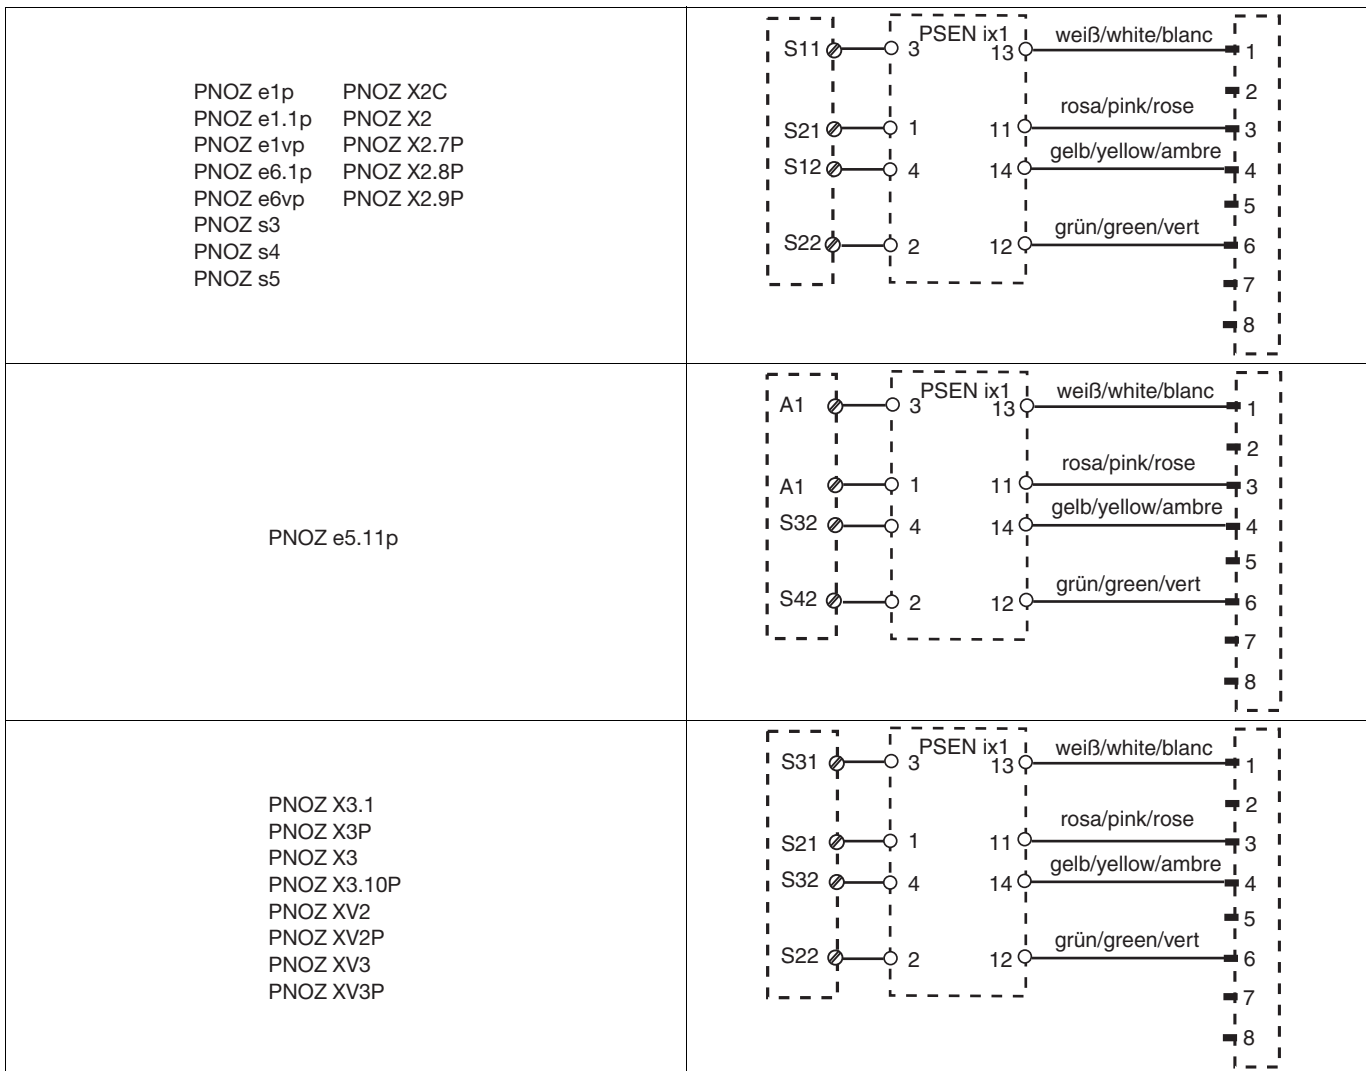 PNOZ e1p PNOZ X2C
PNOZ e1.1p PNOZ X2
PNOZ e1vp PNOZ X2.7P
PNOZ e6.1p PNOZ X2.8P
PNOZ e6vp PNOZ X2.9P
PNOZ s3
PNOZ s4
PNOZ s5
PSEN ix1
S11 3 13 weiß/white/blanc 1
2
rosa/pink/rose
S21 1 11 3
gelb/yellow/ambre
S12 4 14 4
5
grün/green/vert
S22 2 12 6
7
8
PNOZ e5.11p
PSEN ix1
A1 3 13 weiß/white/blanc 1
2
rosa/pink/rose
A1 1 11 3
gelb/yellow/ambre
S32 4 14 4
5
grün/green/vert
S42 2 12 6
7
8
PNOZ X3.1
PNOZ X3P
PNOZ X3
PNOZ X3.10P
PNOZ XV2
PNOZ XV2P
PNOZ XV3
PNOZ XV3P
PSEN ix1
S31 3 13 weiß/white/blanc 1
2
rosa/pink/rose
S21 1 11 3
gelb/yellow/ambre
S32 4 14 4
5
grün/green/vert
S22 2 12 6
7
8